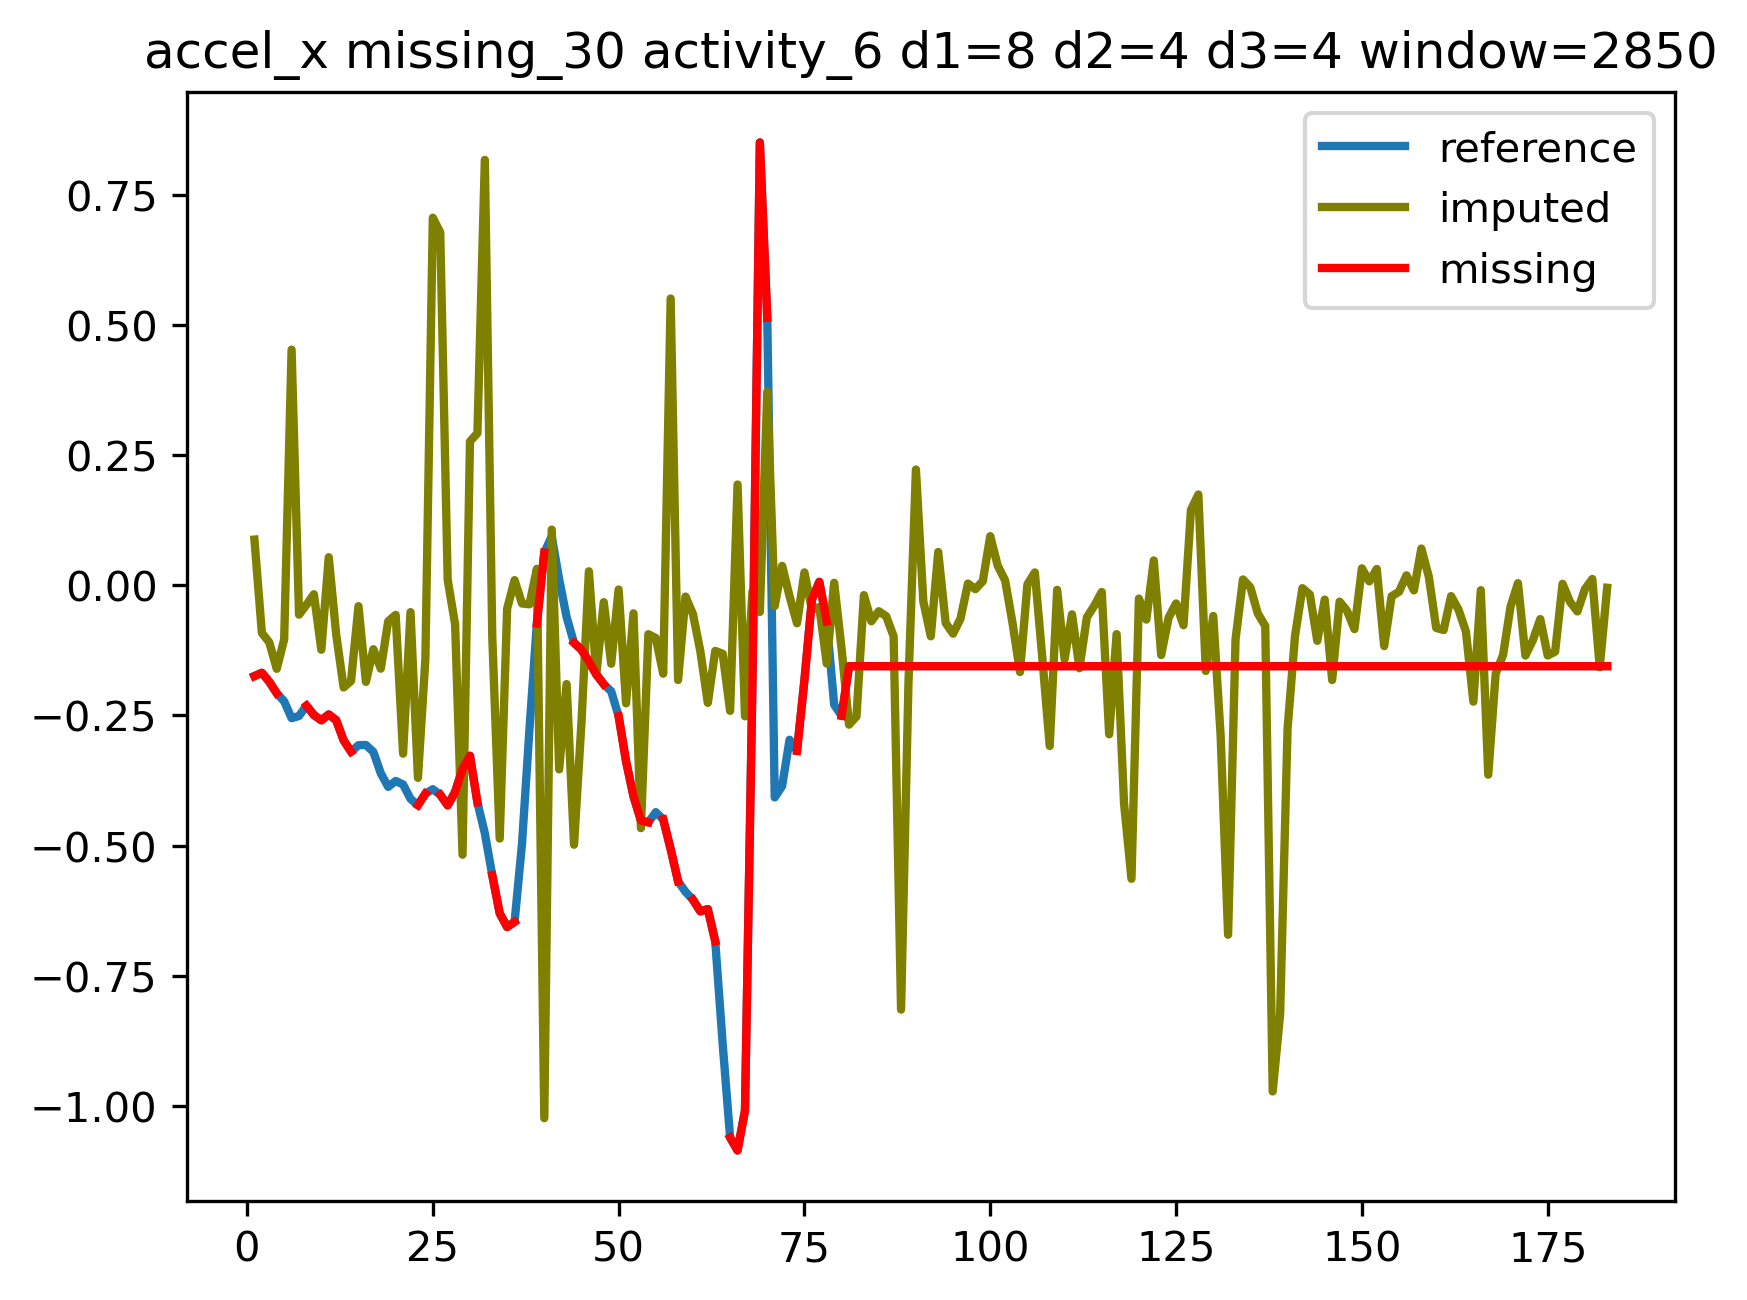 accel_x missing_30 activity_6 d1=8 d2=4 d3=4 window=2850
reference
imputed
missing
0.75
0.50
0.25
0.00
−0.25
−0.50
−0.75
−1.00
0 25 50 75 100 125 150 175